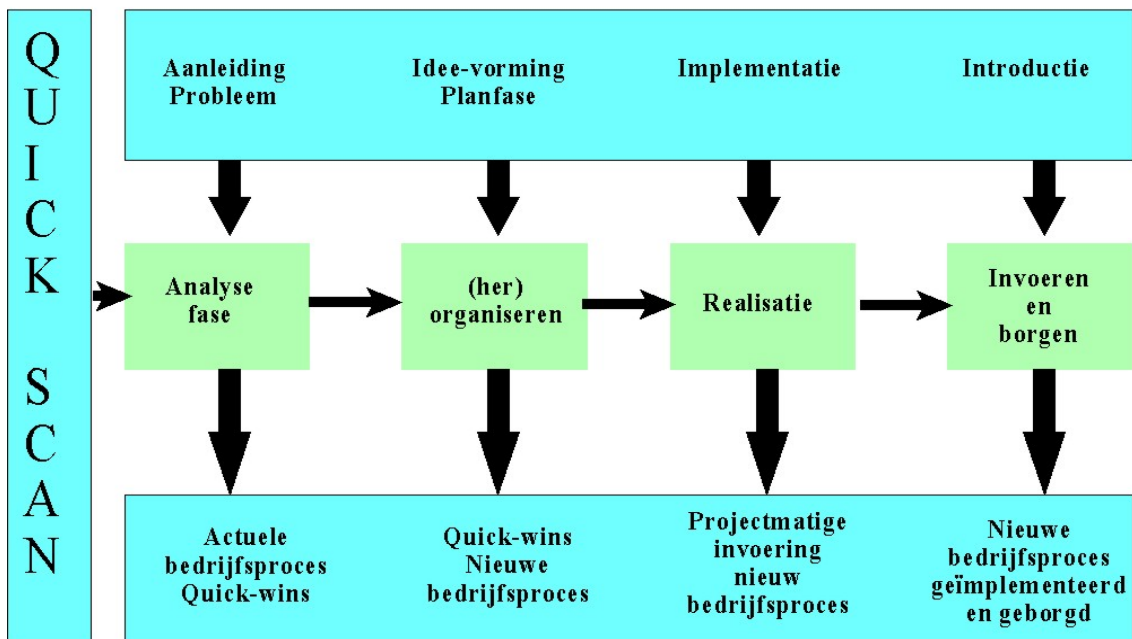 QUICK SCAN
Aanleiding
Probleem
Idee-vorming
Planfase
Implementatie
Introductie
Analyse
fase
(her)
organiseren
Realisatie
Invoeren
en
borgen
Actuele
bedrijfsproces
Quick-wins
Quick-wins
Nieuwe
bedrijfsproces
Projectmatige
invoering
nieuw
bedrijfsproces
Nieuwe
bedrijfsproces
geïmplementeerd
en geborgd